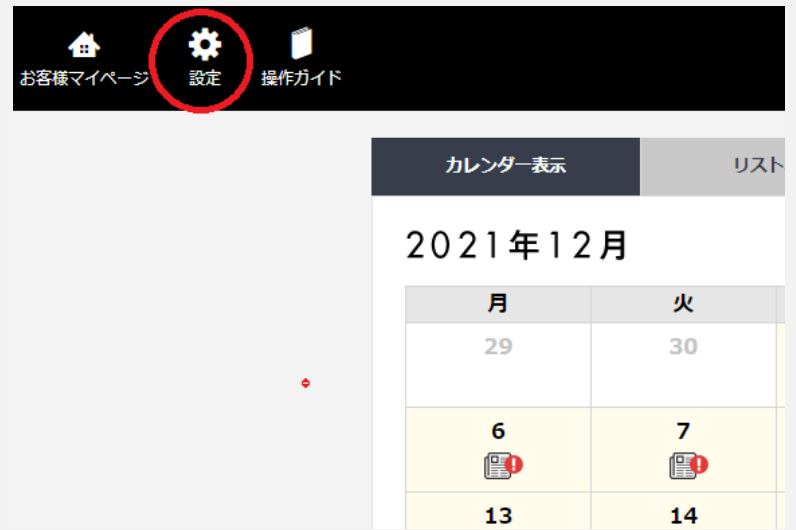 お客様マイページ 設定 操作ガイド
カレンダー表示 リスト
2021年12月
月 火
29 30
6 7
13 14